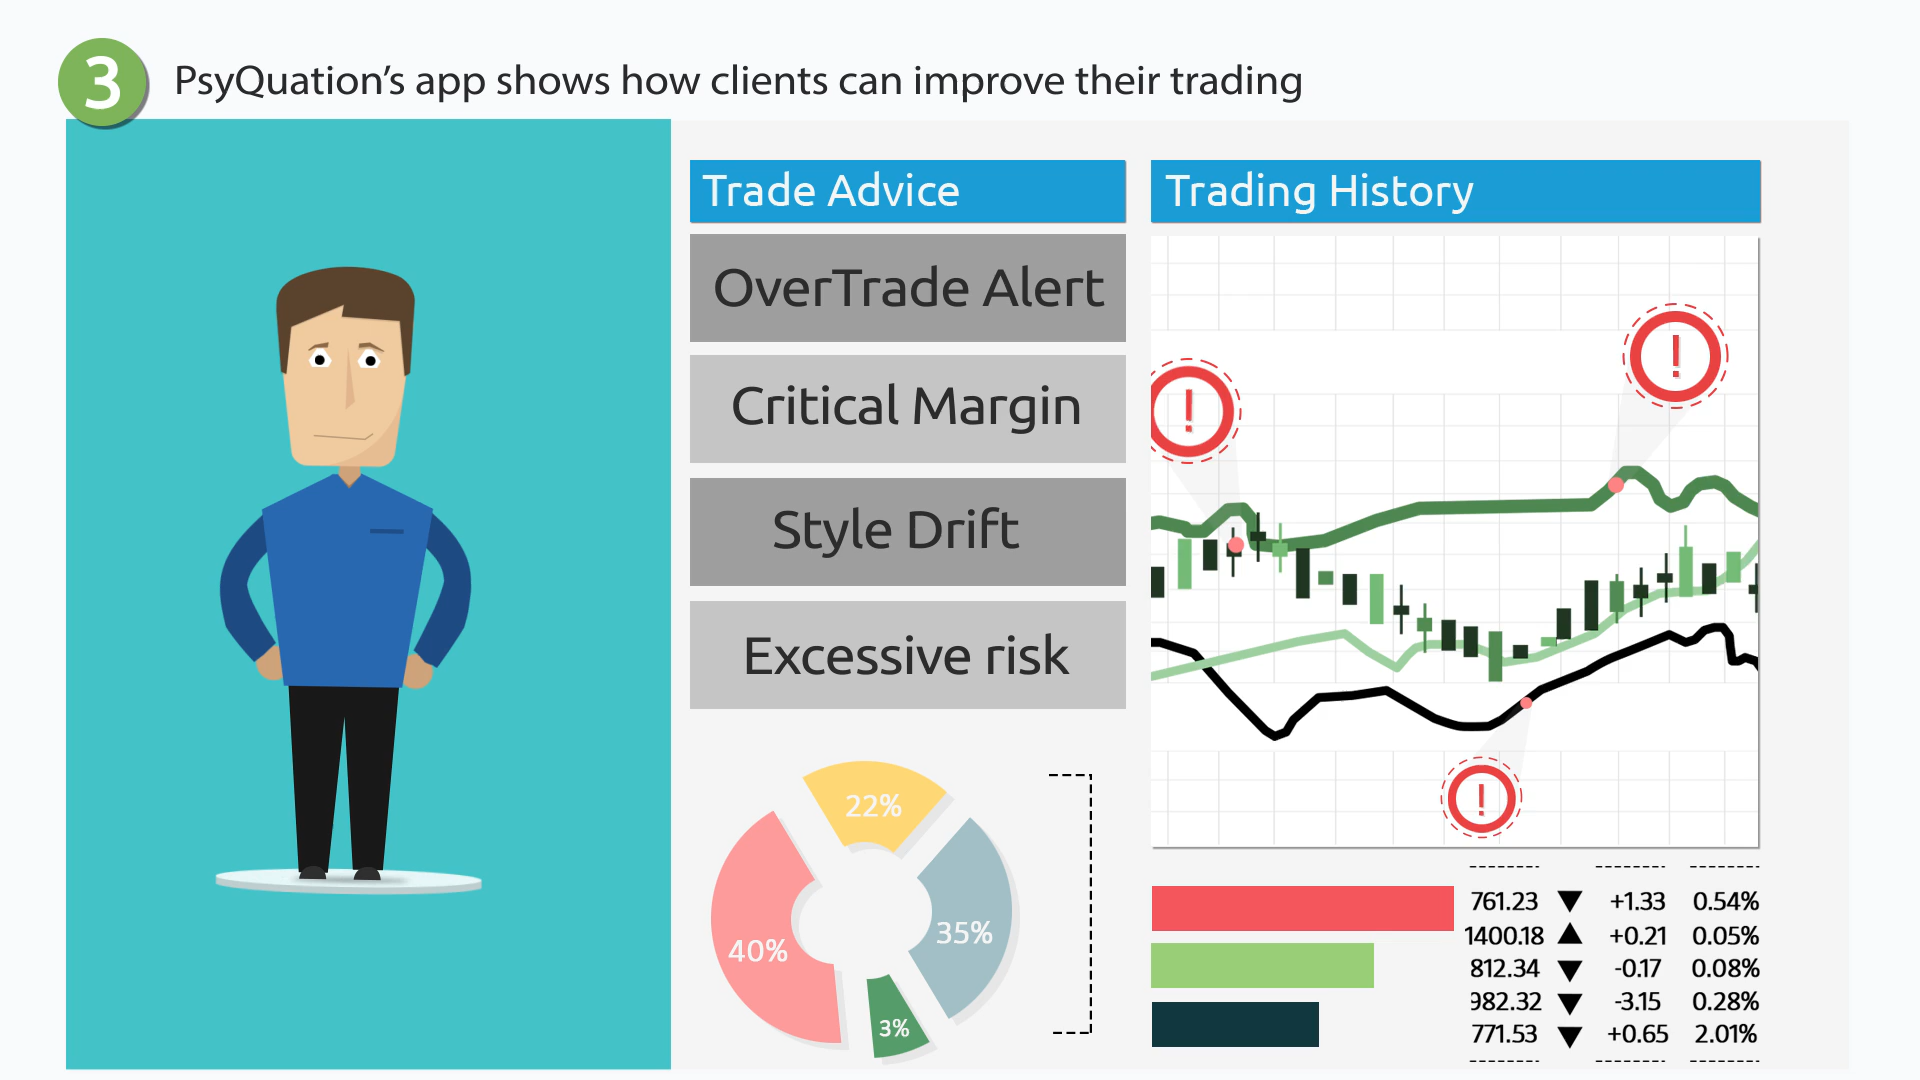 3
PsyQuation's app shows how clients can improve their trading
Trade Advice
OverTrade Alert
Critical Margin
Style Drift
Excessive risk
22%
35%
40%
3%
Trading History
!
!
!
761.23 ▼ +1.33 0.54%
1400.18 ▲ +0.21 0.05%
812.34 ▼ -0.17 0.08%
982.32 ▼ -3.15 0.28%
771.53 ▼ +0.65 2.01%